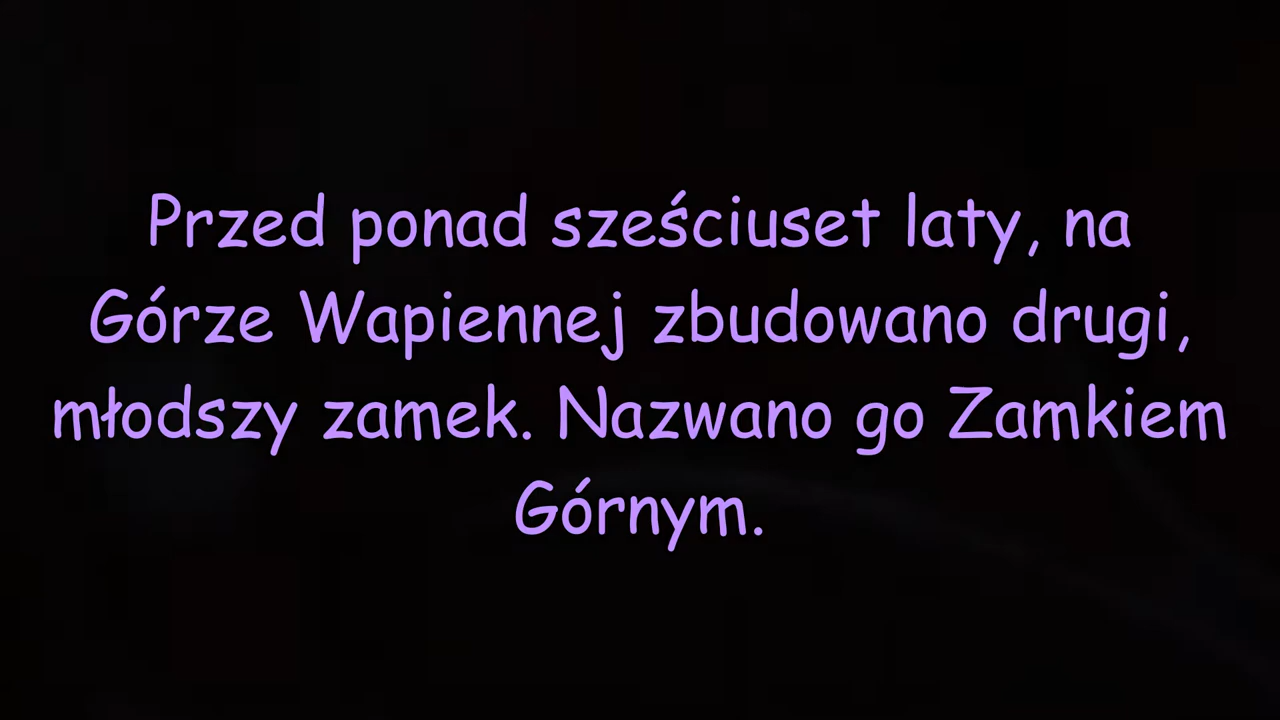 Przed ponad sześciuset laty, na
Górze Wapiennej zbudowano drugi,
młodszy zamek. Nazwano go Zamkiem
Górnym.